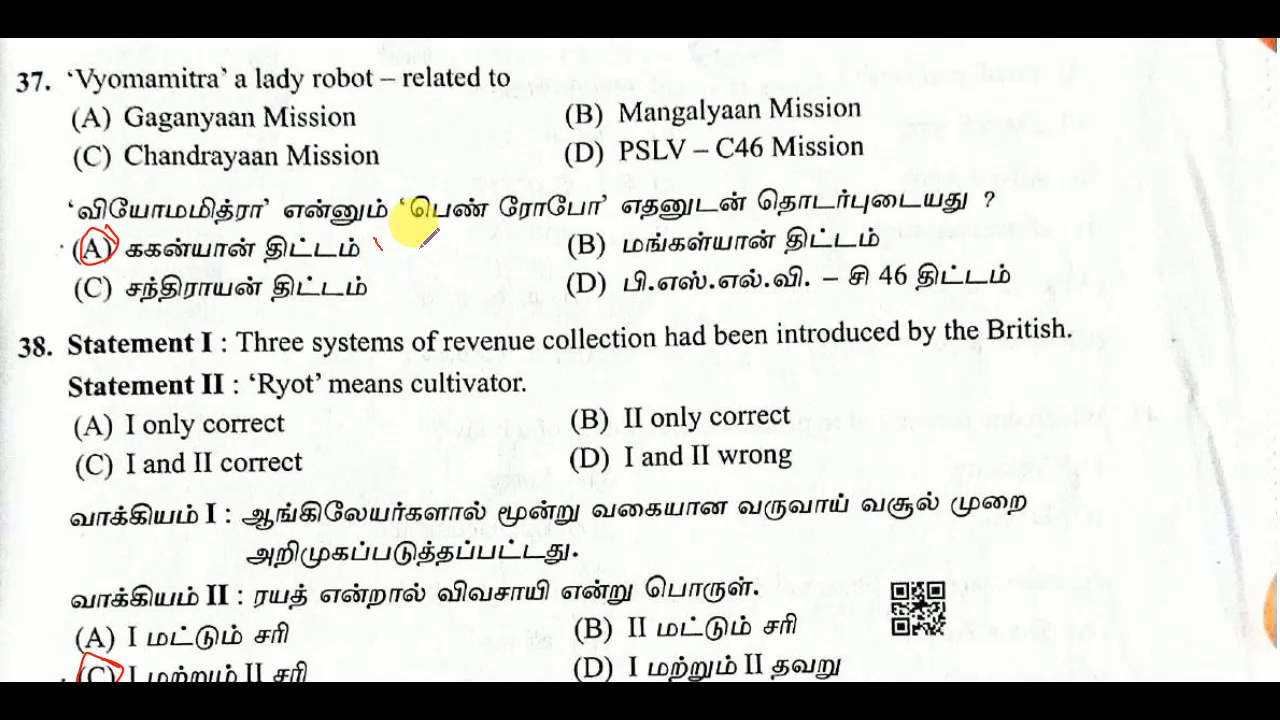 37. ‘Vyomamitra’ a lady robot – related to
(A) Gaganyaan Mission (B) Mangalyaan Mission
(C) Chandrayaan Mission (D) PSLV – C46 Mission
‘வியோமமித்ரா’ என்னும் ‘பெண் ரோபோ’ எதனுடன் தொடர்புடையது ?
(A) ககன்யான் திட்டம் (B) மங்கள்யான் திட்டம்
(C) சந்திராயன் திட்டம் (D) பி.எஸ்.எல்.வி. – சி 46 திட்டம்
38. Statement I : Three systems of revenue collection had been introduced by the British.
Statement II : ‘Ryot’ means cultivator.
(A) I only correct (B) II only correct
(C) I and II correct (D) I and II wrong
வாக்கியம் I : ஆங்கிலேயர்களால் மூன்று வகையான வருவாய் வசூல் முறை
அறிமுகப்படுத்தப்பட்டது.
வாக்கியம் II : ரயத் என்றால் விவசாயி என்று பொருள்.
(A) I மட்டும் சரி (B) II மட்டும் சரி
(C) I மற்றும் II சரி (D) I மற்றும் II தவறு